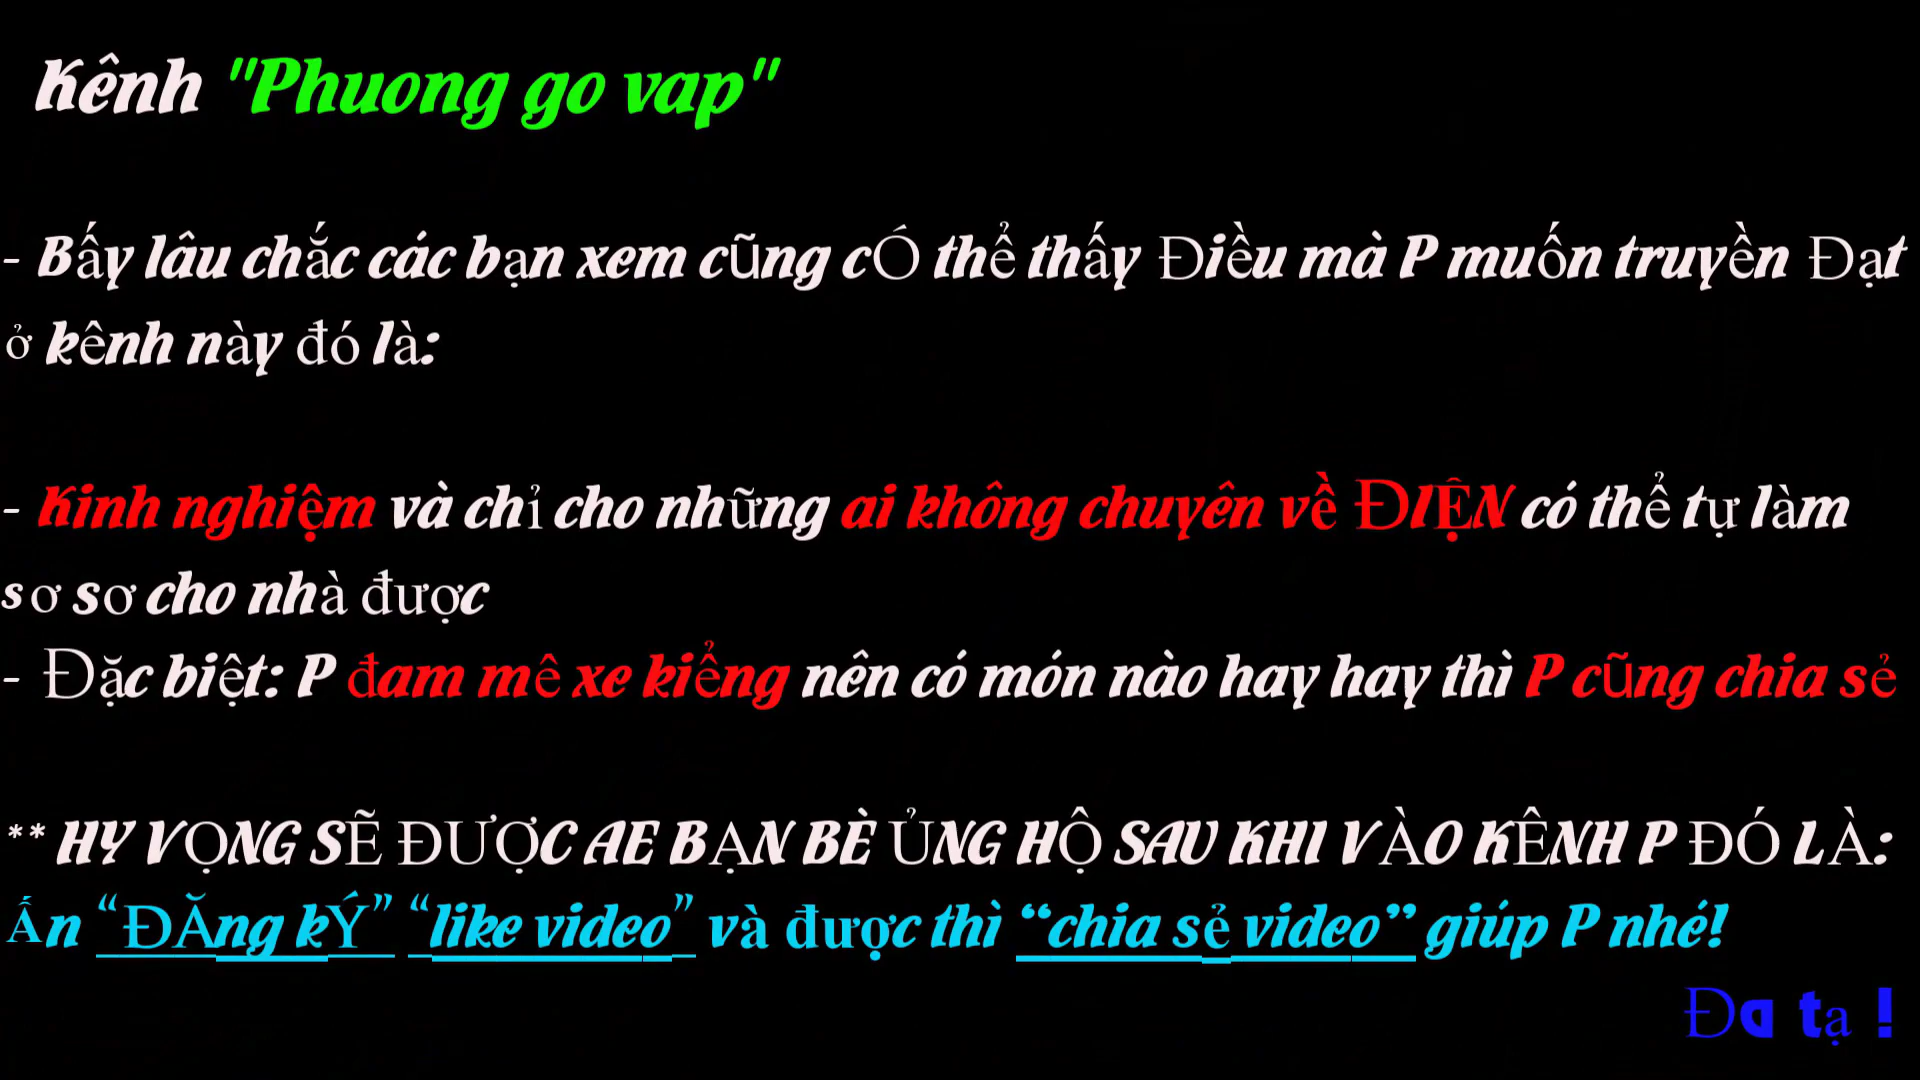 Kênh "Phuong go vap"
- Bấy lâu chắc các bạn xem cũng cÓ thể thấy Điều mà P muốn truyền Đạt
ở kênh này đó là:
- Kinh nghiệm và chỉ cho những ai không chuyên về ĐIỆN có thể tự làm
sơ sơ cho nhà được
- Đặc biệt: P đam mê xe kiểng nên có món nào hay hay thì P cũng chia sẻ
** HY VỌNG SẼ ĐƯỢC AE BẠN BÈ ỦNG HỘ SAU KHI VÀO KÊNH P ĐÓ LÀ:
Ấn “ĐĂng kÝ” “like video” và được thì “chia sẻ video” giúp P nhé!
Đa tạ !